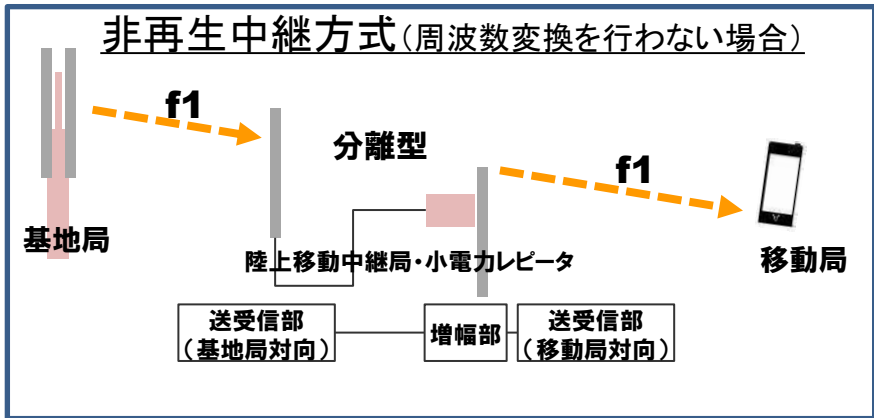 非再生中継方式(周波数変換を行わない場合)
f1
分離型
f1
基地局
陸上移動中継局・小電力レピータ
移動局
送受信部
(基地局対向)
増幅部
送受信部
(移動局対向)